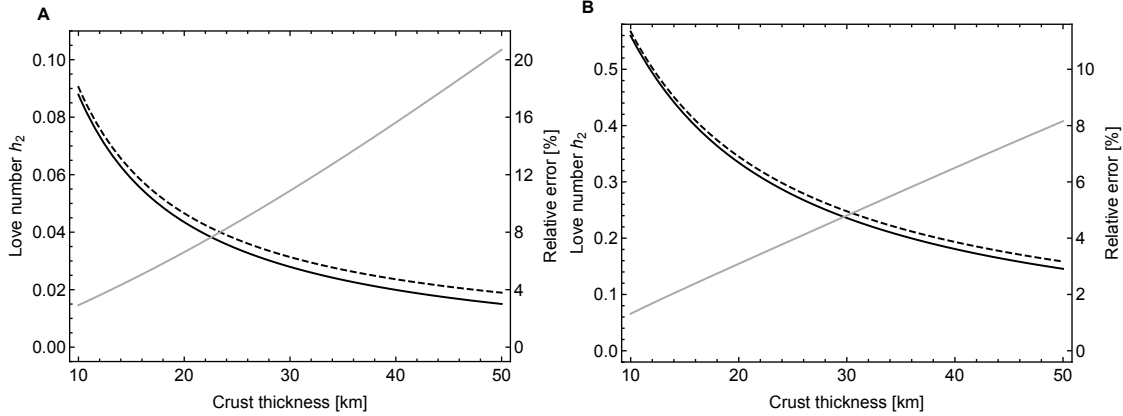 A
0.10
0.08
0.06
0.04
0.02
0.00
Love number h₂
20
16
12
8
4
0
Relative error [%]
10 20 30 40 50
Crust thickness [km]
B
0.5
0.4
0.3
0.2
0.1
0.0
Love number h₂
10
8
6
4
2
0
Relative error [%]
10 20 30 40 50
Crust thickness [km]